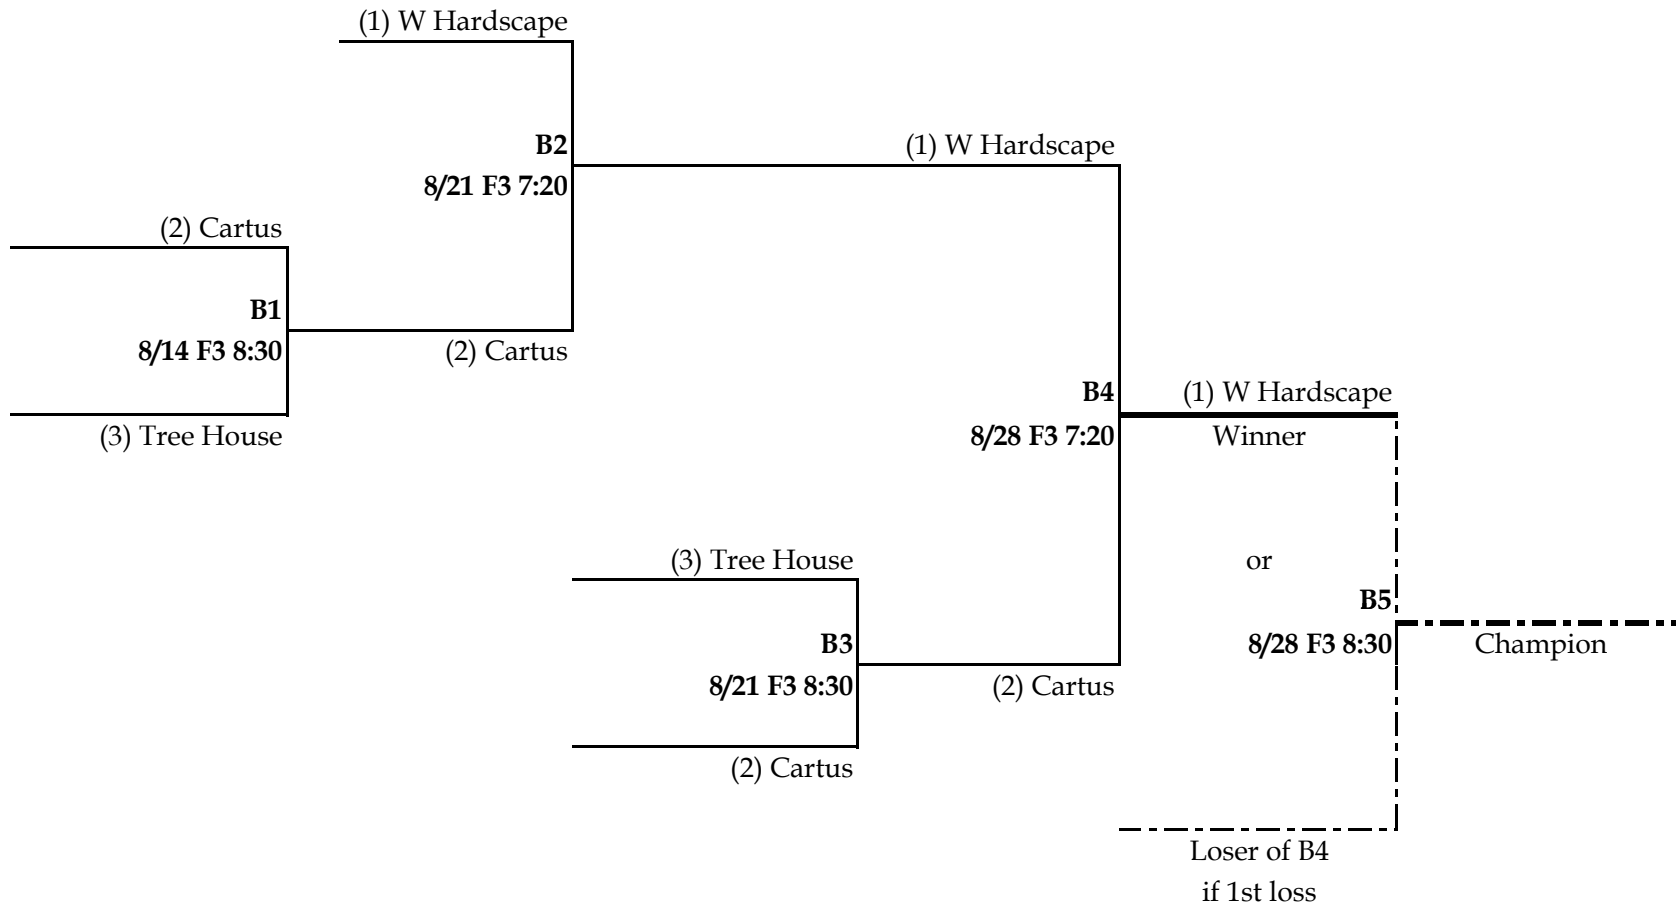 (1) W Hardscape
B2
8/21 F3 7:20
(1) W Hardscape
(2) Cartus
B1
8/14 F3 8:30
(2) Cartus
(3) Tree House
B4
8/28 F3 7:20
(1) W Hardscape
Winner
(3) Tree House
or
B3
8/21 F3 8:30
(2) Cartus
B5
8/28 F3 8:30
Champion
(2) Cartus
Loser of B4
if 1st loss